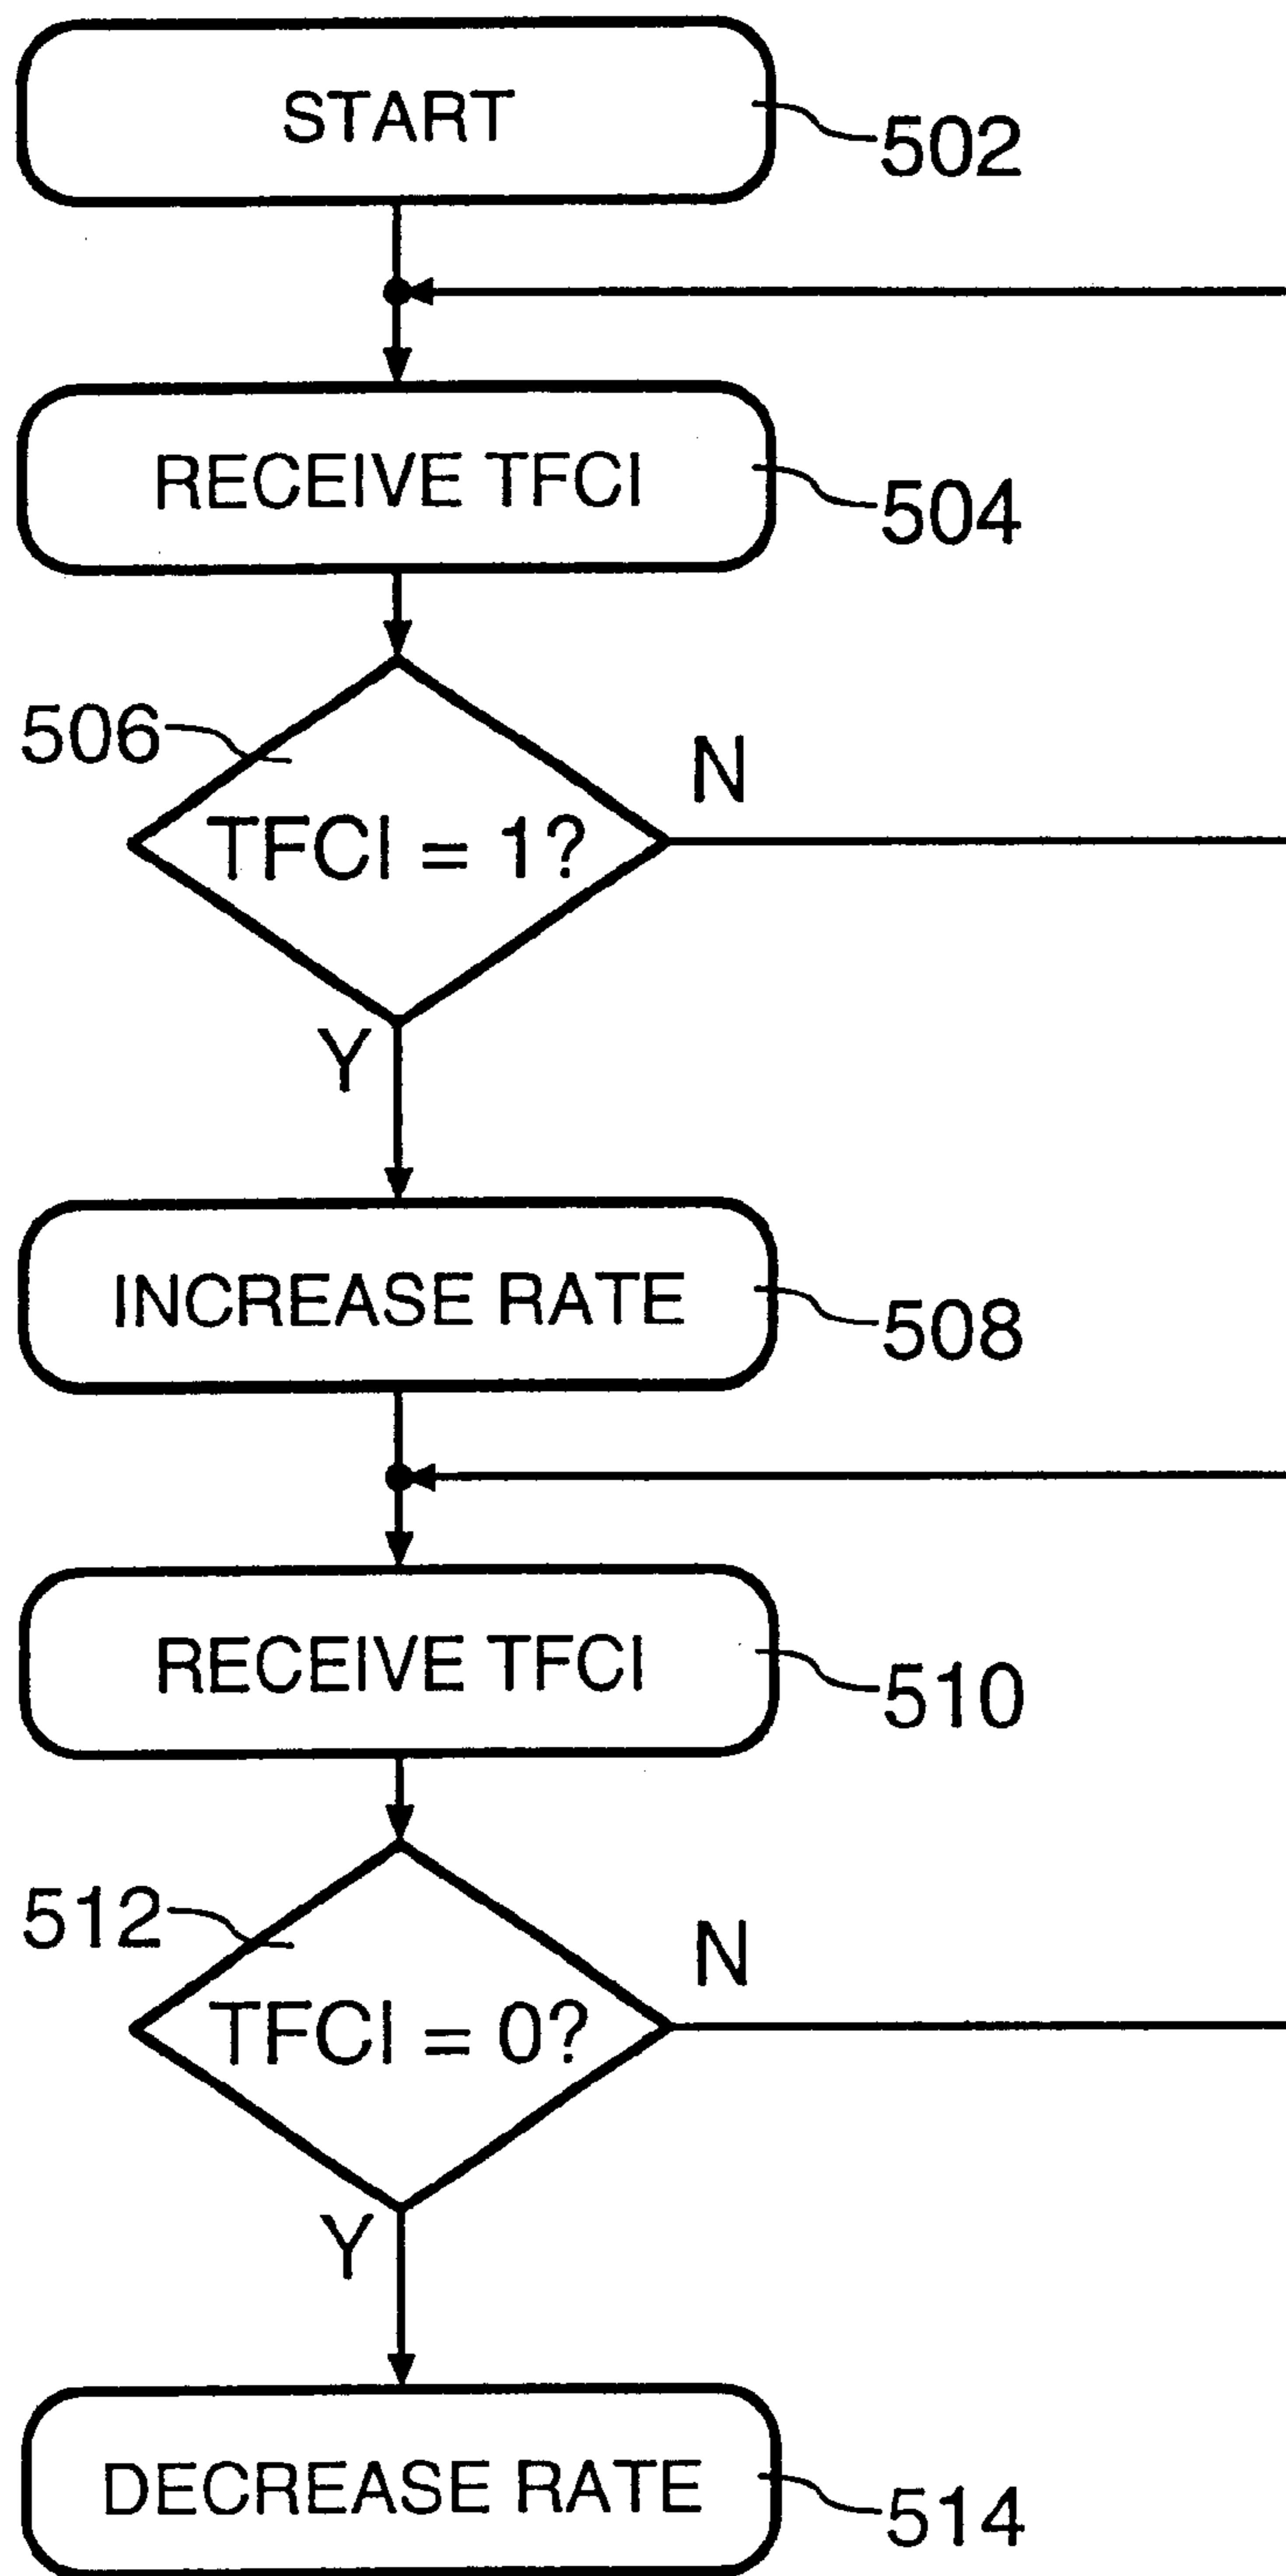 START
502
RECEIVE TFCI
504
506
N
TFCI = 1?
Y
INCREASE RATE
508
RECEIVE TFCI
510
512
N
TFCI = 0?
Y
DECREASE RATE
514